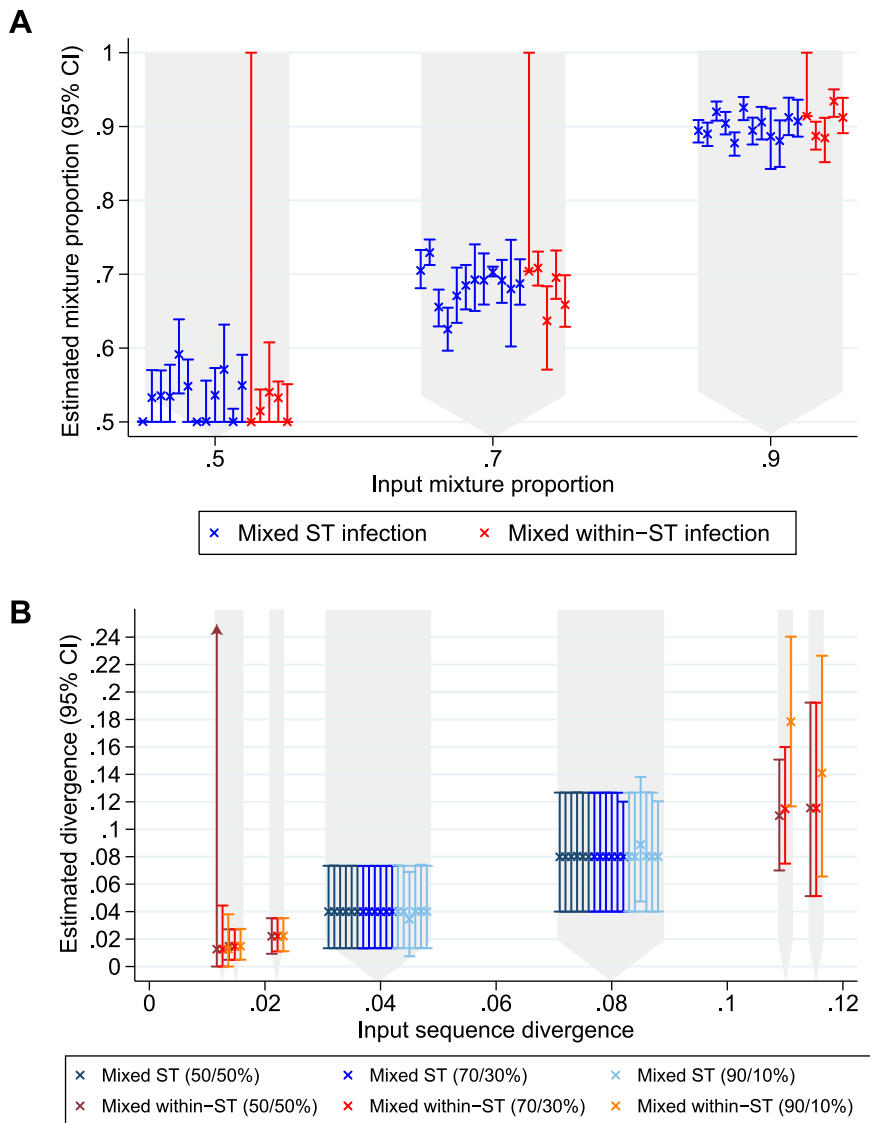 A
Estimated mixture proportion (95% CI)
1
.9
.8
.7
.6
.5
.5 .7 .9
Input mixture proportion
× Mixed ST infection × Mixed within−ST infection
B
Estimated divergence (95% CI)
.24
.22
.2
.18
.16
.14
.12
.1
.08
.06
.04
.02
0
0 .02 .04 .06 .08 .1 .12
Input sequence divergence
× Mixed ST (50/50%) × Mixed ST (70/30%) × Mixed ST (90/10%)
× Mixed within−ST (50/50%) × Mixed within−ST (70/30%) × Mixed within−ST (90/10%)